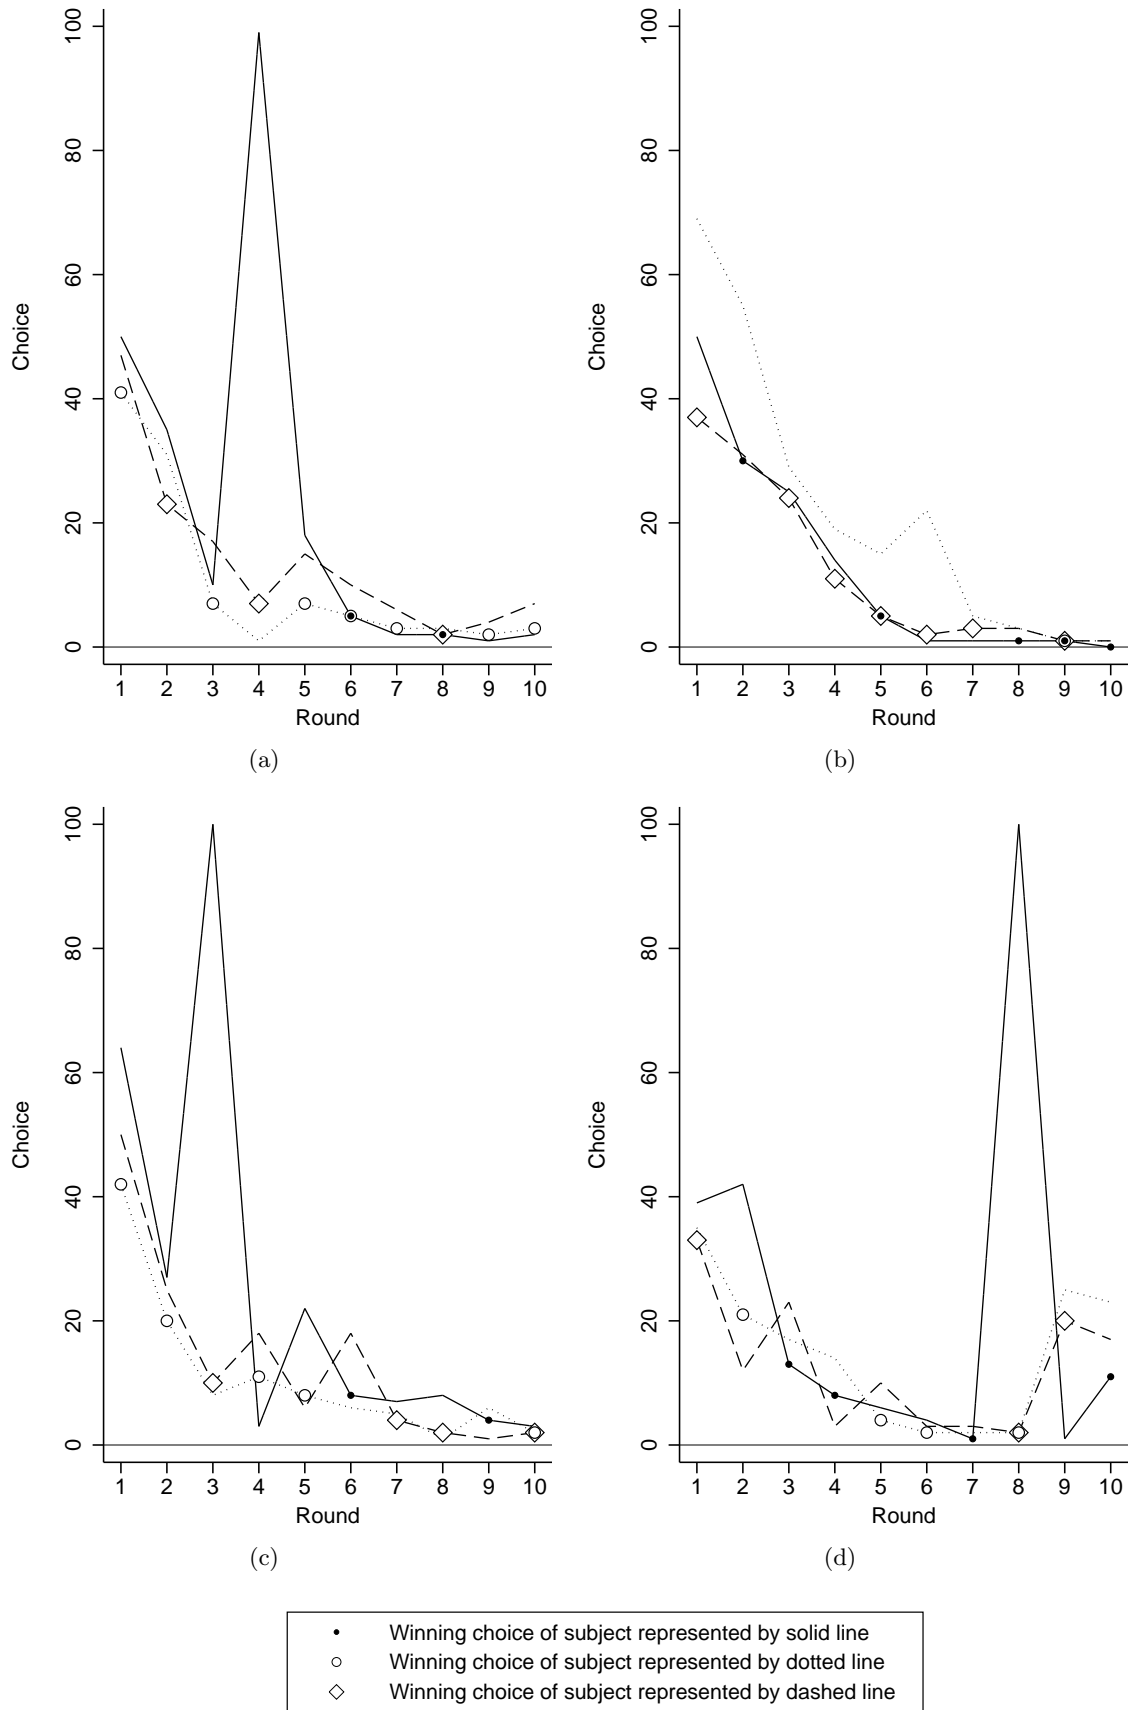 100
80
60
40
20
0
Choice
1 2 3 4 5 6 7 8 9 10
Round
(a)
100
80
60
40
20
0
Choice
1 2 3 4 5 6 7 8 9 10
Round
(b)
100
80
60
40
20
0
Choice
1 2 3 4 5 6 7 8 9 10
Round
(c)
100
80
60
40
20
0
Choice
1 2 3 4 5 6 7 8 9 10
Round
(d)
Winning choice of subject represented by solid line
Winning choice of subject represented by dotted line
Winning choice of subject represented by dashed line